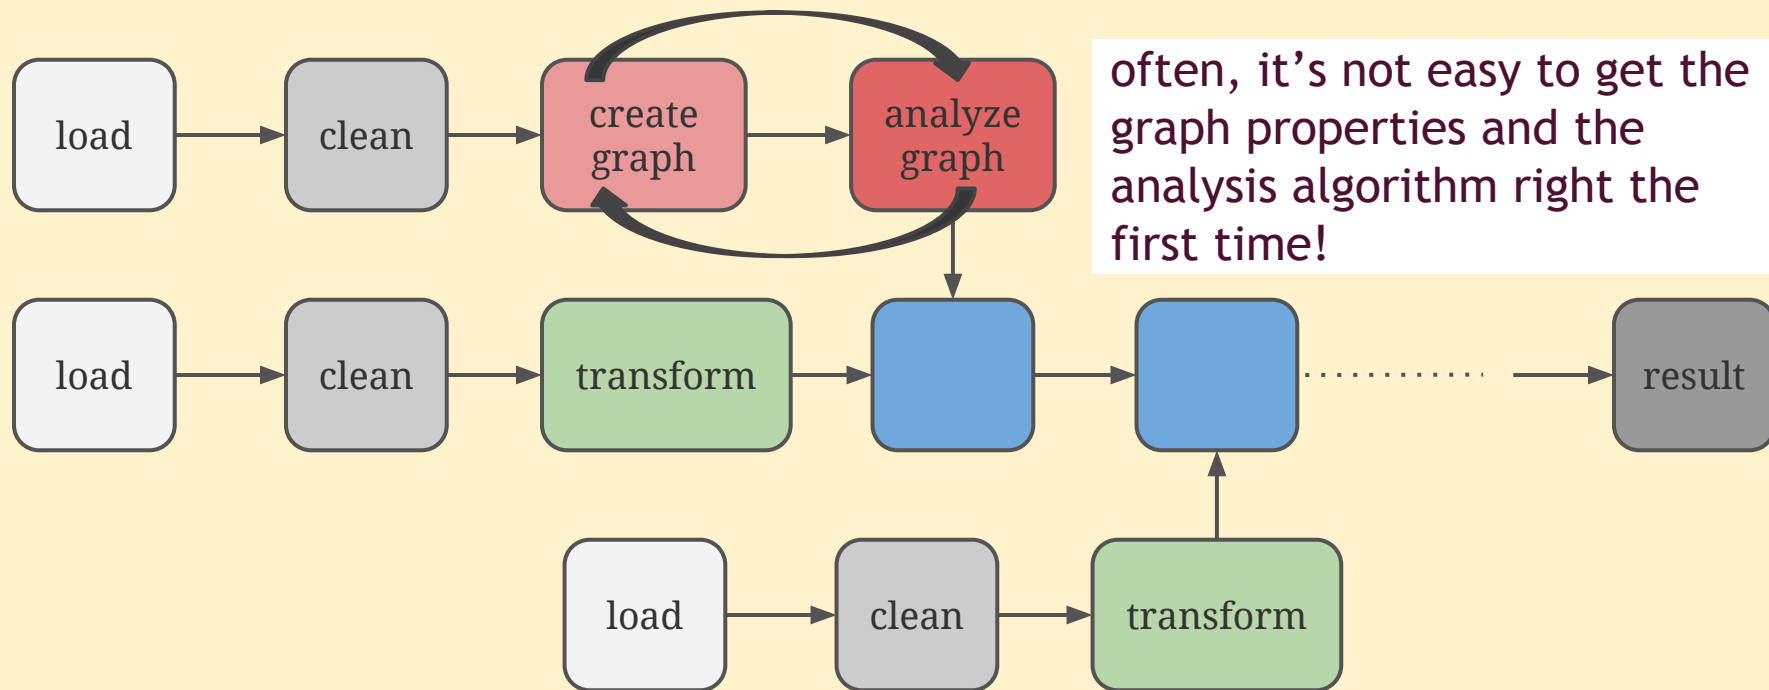 load
clean
create
graph
analyze
graph
often, it’s not easy to get the
graph properties and the
analysis algorithm right the
first time!
load
clean
transform
result
load
clean
transform